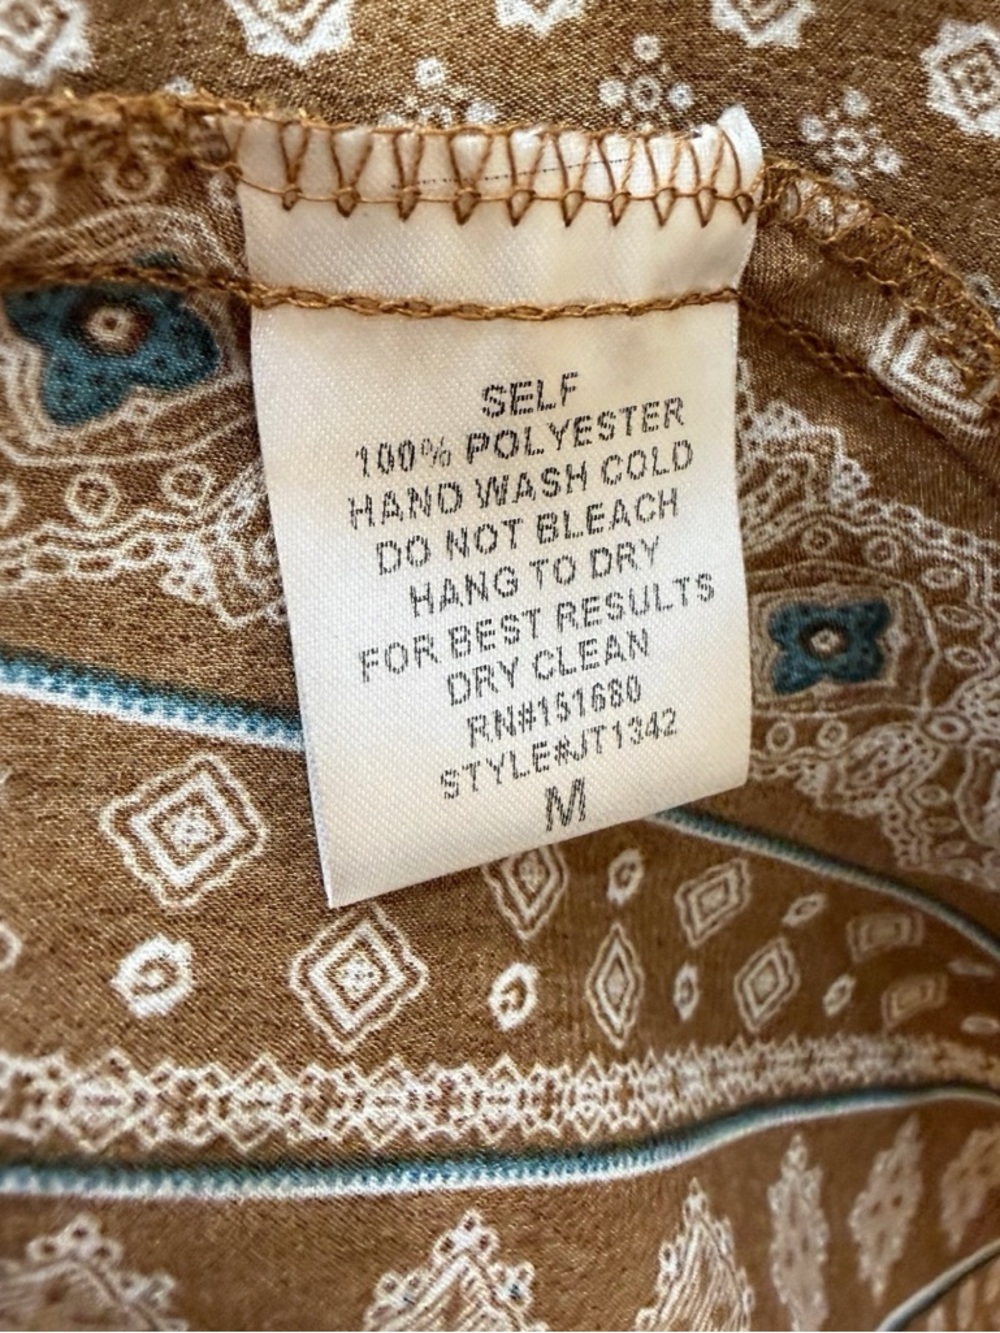 SELF
100% POLYESTER
HAND WASH COLD
DO NOT BLEACH
HANG TO DRY
FOR BEST RESULTS
DRY CLEAN
RN#151680
STYLE#JT1342
M